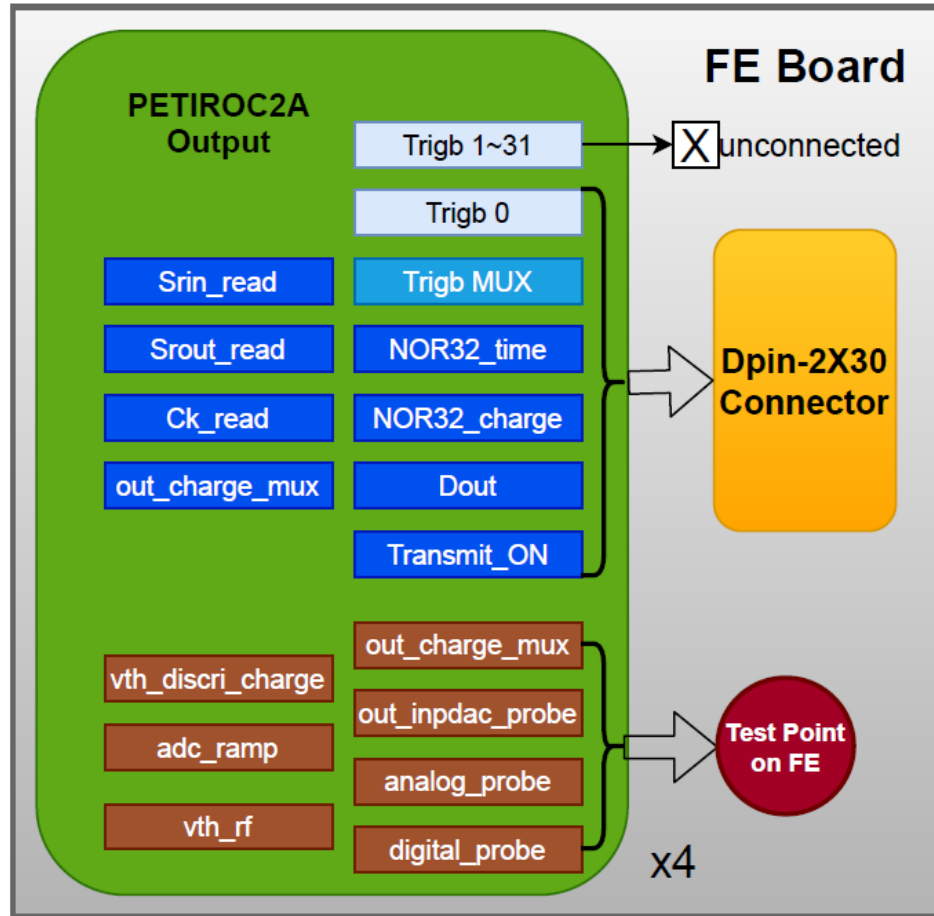 FE Board
PETIROC2A
Output
Trigb 1~31
X unconnected
Trigb 0
Srin_read
Trigb MUX
Srout_read
NOR32_time
Ck_read
NOR32_charge
out_charge_mux
Dout
Transmit_ON
Dpin-2X30
Connector
out_charge_mux
vth_discri_charge
out_inpdac_probe
adc_ramp
analog_probe
vth_rf
digital_probe
Test Point
on FE
x4